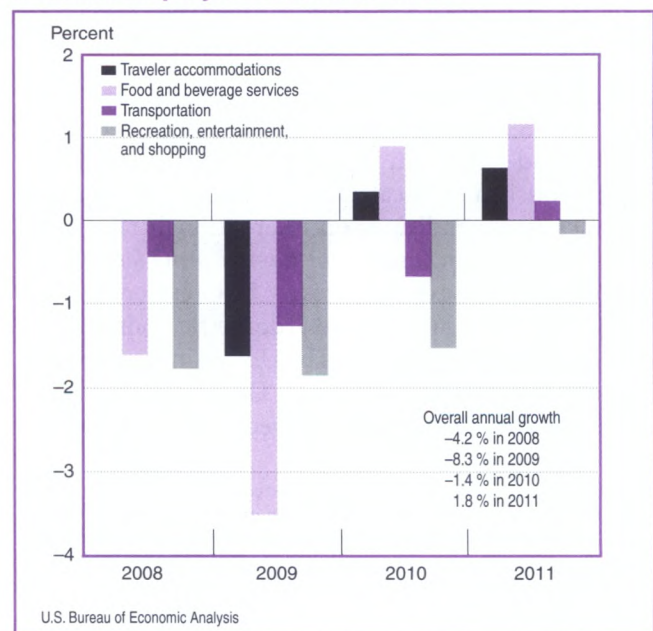 Percent
2
Traveler accommodations
Food and beverage services
Transportation
Recreation, entertainment,
and shopping
1
0
–1
–2
Overall annual growth
–4.2 % in 2008
–8.3 % in 2009
–1.4 % in 2010
1.8 % in 2011
–3
–4
2008 2009 2010 2011
U.S. Bureau of Economic Analysis